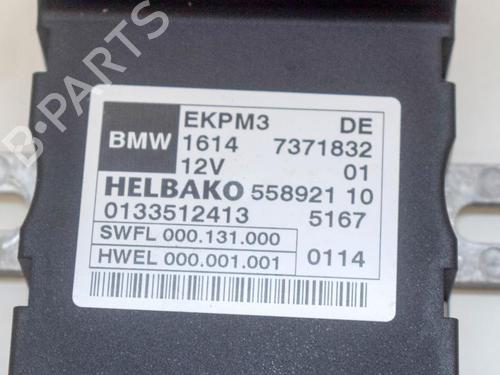 B-PARTS
BMW
EKPM3 DE
1614 7371832
12V 01
HELBAKO 558921 10
0133512413 5167
SWFL 000.131.000
HWEL 000.001.001 0114